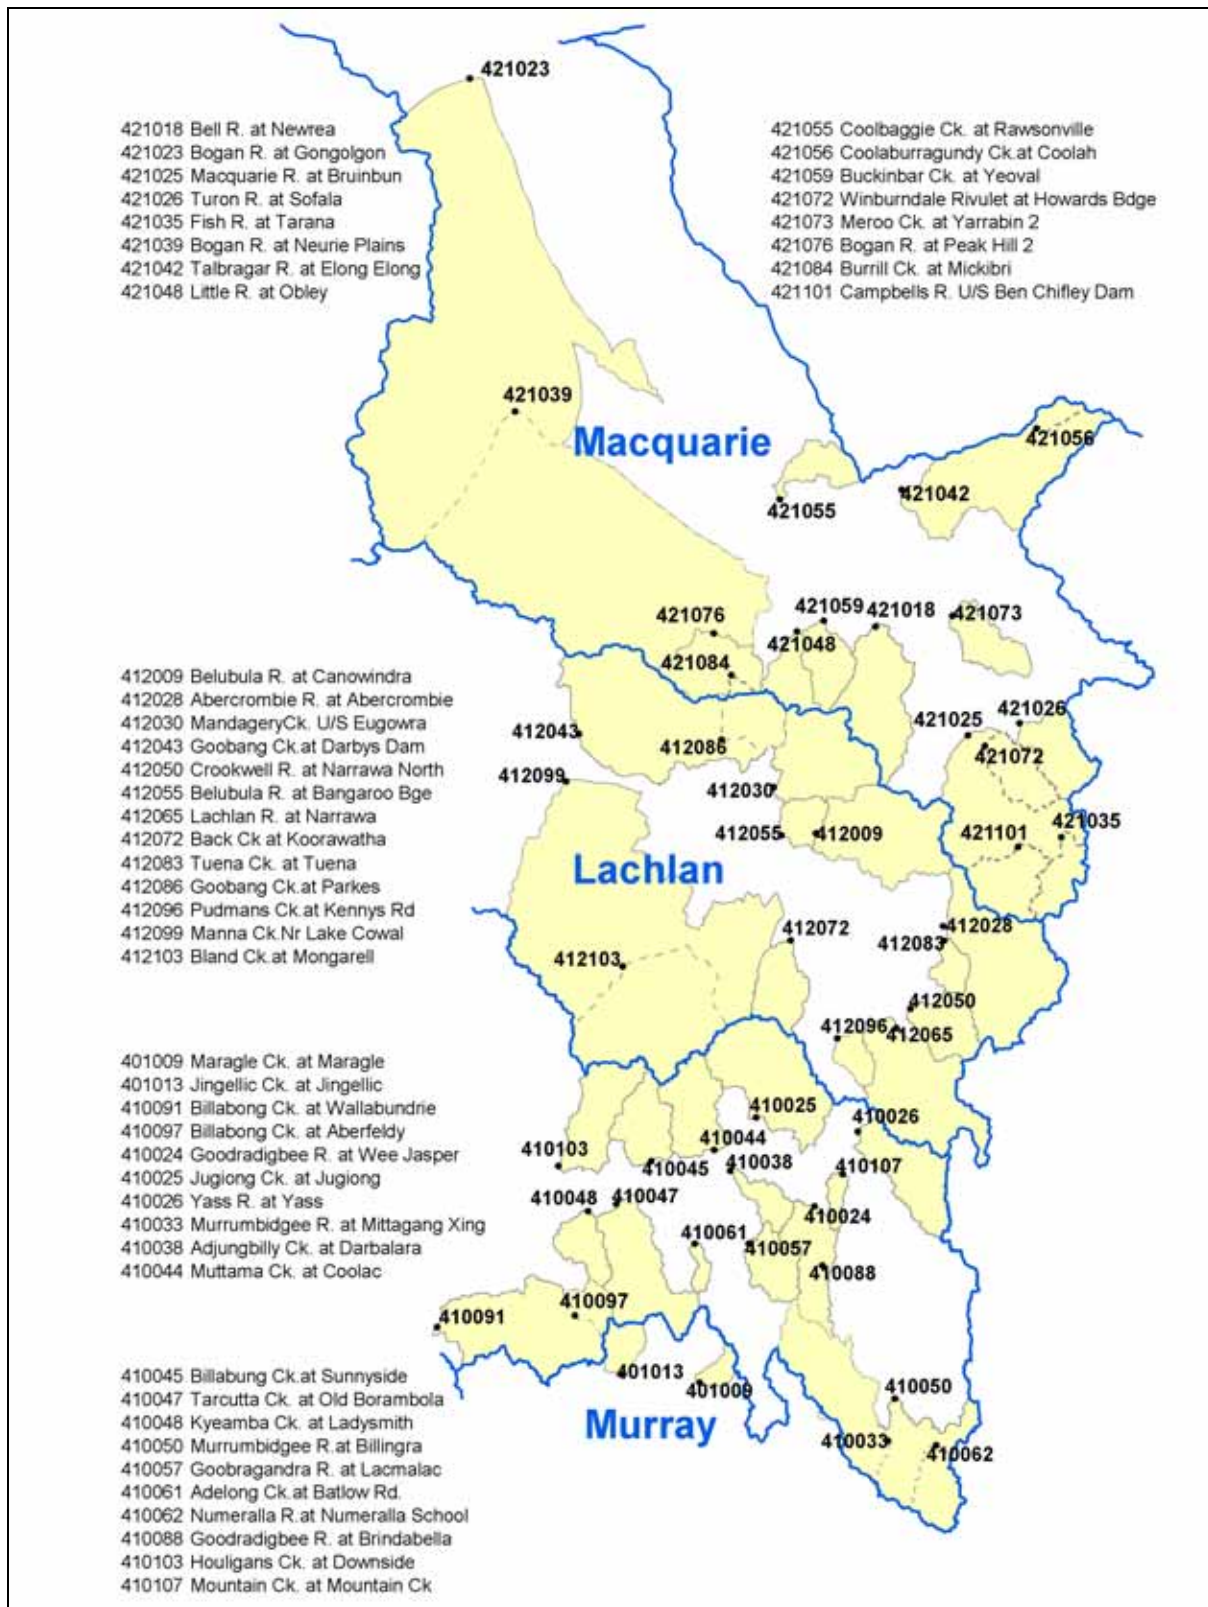 421023
421018 Bell R. at Newrea
421023 Bogan R. at Gongolgon
421025 Macquarie R. at Bruinbun
421026 Turon R. at Sofala
421035 Fish R. at Tarana
421039 Bogan R. at Neurie Plains
421042 Talbragar R. at Elong Elong
421048 Little R. at Obley
421055 Coolbaggie Ck. at Rawsonville
421056 Coolaburragundy Ck.at Coolah
421059 Buckinbar Ck. at Yeoval
421072 Winburndale Rivulet at Howards Bdge
421073 Meroo Ck. at Yarrabin 2
421076 Bogan R. at Peak Hill 2
421084 Burrill Ck. at Mickibri
421101 Campbells R. U/S Ben Chifley Dam
421039
Macquarie
421056
421042
421055
421059
421018
421073
421076
421048
421084
412009 Belubula R. at Canowindra
412028 Abercrombie R. at Abercrombie
412030 MandageryCk. U/S Eugowra
412043 Goobang Ck.at Darbys Dam
412050 Crookwell R. at Narrawa North
412055 Belubula R. at Bangaroo Bge
412065 Lachlan R. at Narrawa
412072 Back Ck at Koorawatha
412083 Tuena Ck. at Tuena
412086 Goobang Ck.at Parkes
412096 Pudmans Ck.at Kennys Rd
412099 Manna Ck.Nr Lake Cowal
412103 Bland Ck.at Mongarell
421026
421025
412043
412086
421072
412099
412030
421035
412055
412009
421101
Lachlan
412072
412028
412083
412103
412050
412096
412065
401009 Maragle Ck. at Maragle
401013 Jingellic Ck. at Jingellic
410091 Billabong Ck. at Wallabundrie
410097 Billabong Ck. at Aberfeldy
410024 Goodradigbee R. at Wee Jasper
410025 Jugiong Ck. at Jugiong
410026 Yass R. at Yass
410033 Murrumbidgee R. at Mittagang Xing
410038 Adjungbilly Ck. at Darbalara
410044 Muttama Ck. at Coolac
410025
410026
410044
410103
410045
410038
410107
410048
410047
410024
410061
410057
410088
410097
410091
401013
401009
410050
Murray
410033
410062
410045 Billabung Ck.at Sunnyside
410047 Tarcutta Ck. at Old Borambola
410048 Kyeamba Ck. at Ladysmith
410050 Murrumbidgee R.at Billingra
410057 Goobragandra R. at Lacmalac
410061 Adelong Ck.at Batlow Rd.
410062 Numeralla R.at Numeralla School
410088 Goodradigbee R. at Brindabella
410103 Houligans Ck. at Downside
410107 Mountain Ck. at Mountain Ck